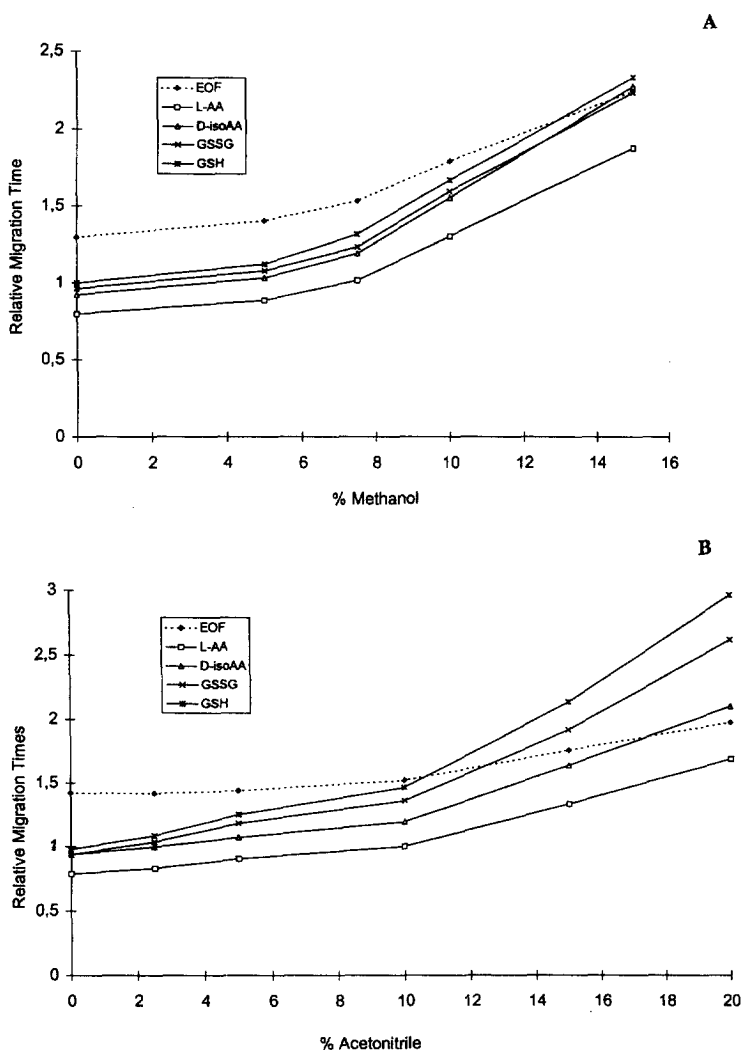 A
2,5
2
1,5
1
0,5
0
Relative Migration Time
EOF
L-AA
D-isoAA
GSSG
GSH
0 2 4 6 8 10 12 14 16
% Methanol
B
3
2,5
2
1,5
1
0,5
0
Relative Migration Times
EOF
L-AA
D-isoAA
GSSG
GSH
0 2 4 6 8 10 12 14 16 18 20
% Acetonitrile